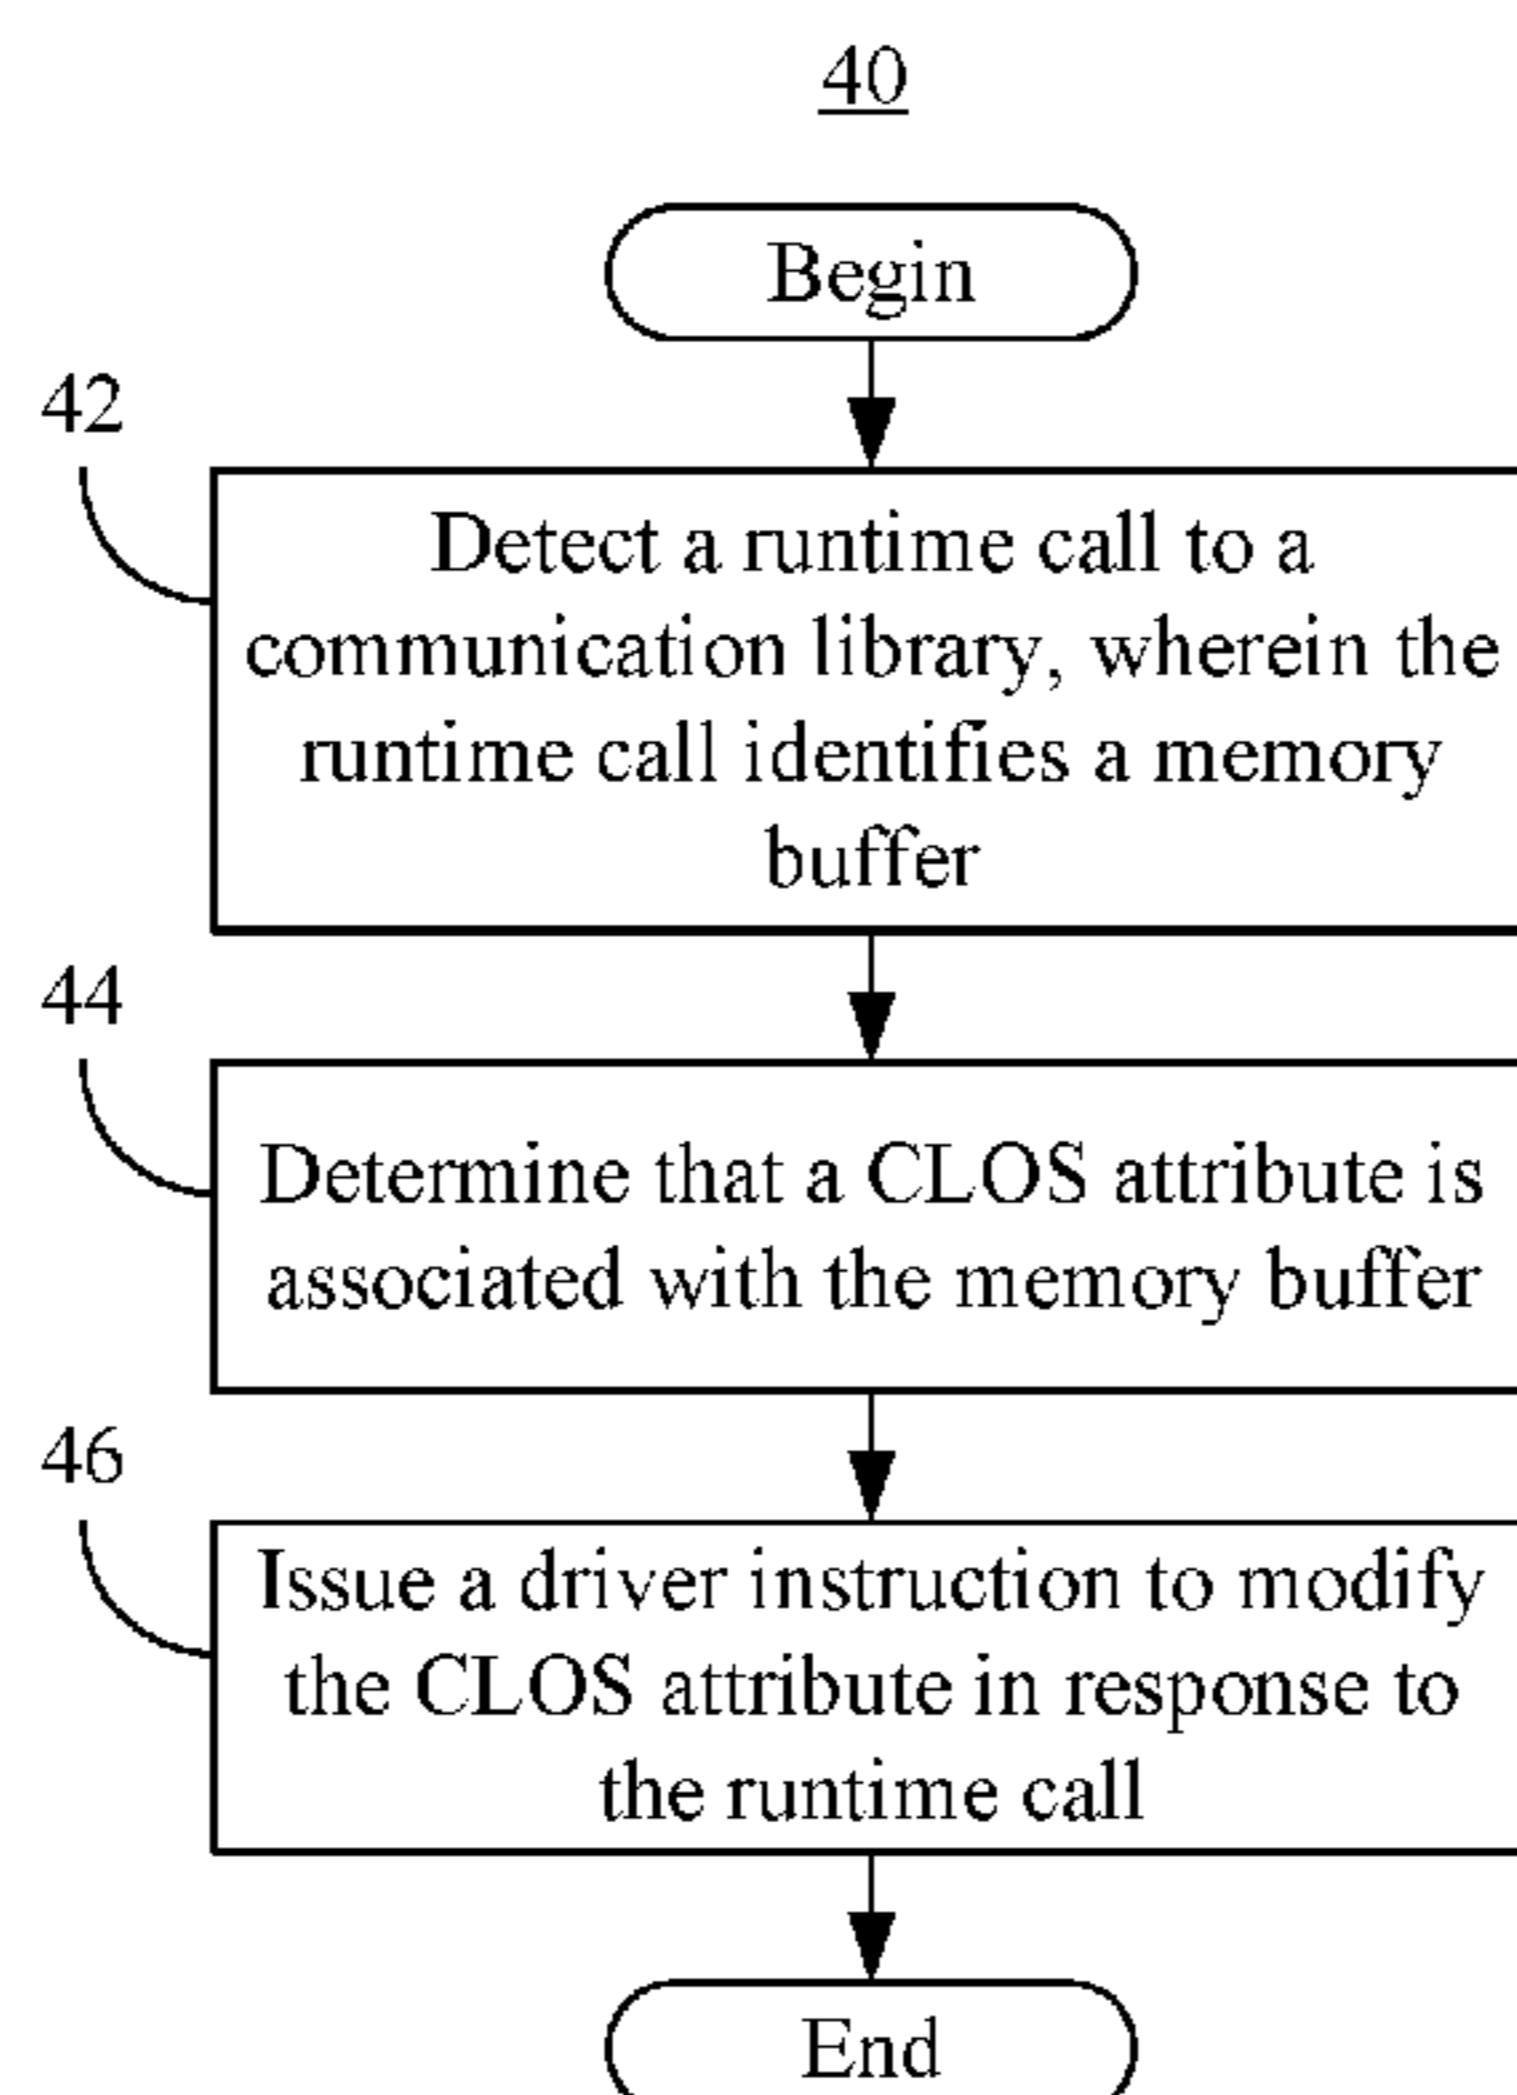 40
Begin
42
Detect a runtime call to a
communication library, wherein the
runtime call identifies a memory
buffer
44
Determine that a CLOS attribute is
associated with the memory buffer
46
Issue a driver instruction to modify
the CLOS attribute in response to
the runtime call
End